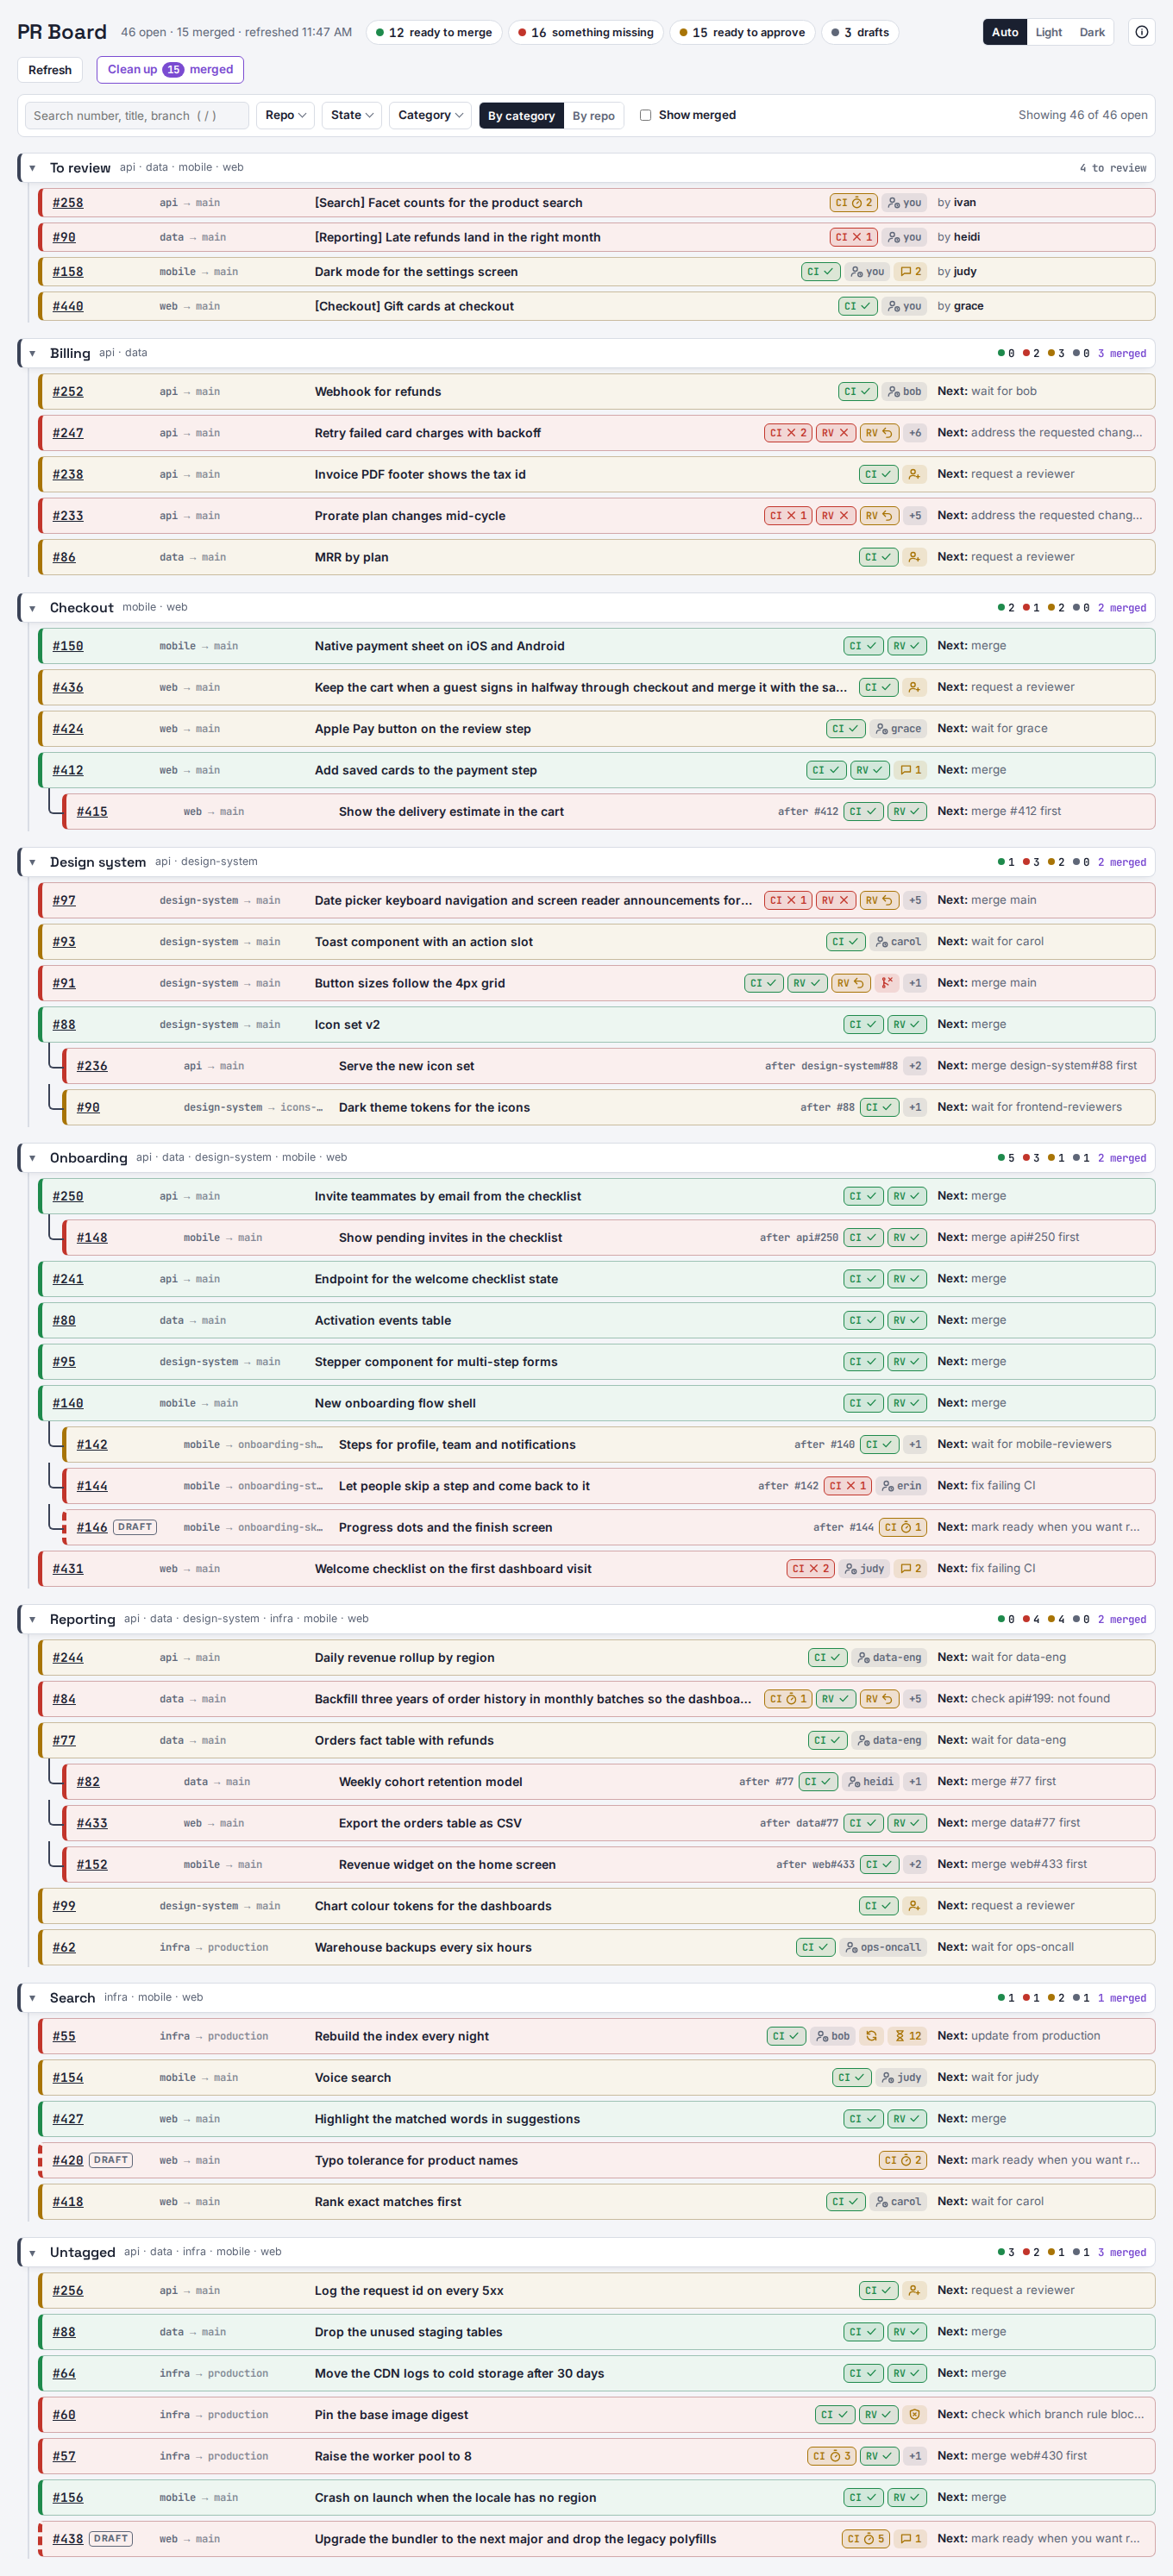 PR Board 46 open · 15 merged · refreshed 11:47 AM 12 ready to merge 16 something missing 15 ready to approve 3 drafts Auto Light Dark
Refresh Clean up 15 merged
Search number, title, branch ( / ) Repo State Category By category By repo Show merged Showing 46 of 46 open
▼ To review api · data · mobile · web 4 to review
#258 api → main [Search] Facet counts for the product search CI 2 you by ivan
#90 data → main [Reporting] Late refunds land in the right month CI 1 you by heidi
#158 mobile → main Dark mode for the settings screen CI you 2 by judy
#440 web → main [Checkout] Gift cards at checkout CI you by grace
▼ Billing api · data 0 2 3 0 3 merged
#252 api → main Webhook for refunds CI bob Next: wait for bob
#247 api → main Retry failed card charges with backoff CI 2 RV RV +6 Next: address the requested chang…
#238 api → main Invoice PDF footer shows the tax id CI Next: request a reviewer
#233 api → main Prorate plan changes mid-cycle CI 1 RV RV +5 Next: address the requested chang…
#86 data → main MRR by plan CI Next: request a reviewer
▼ Checkout mobile · web 2 1 2 0 2 merged
#150 mobile → main Native payment sheet on iOS and Android CI RV Next: merge
#436 web → main Keep the cart when a guest signs in halfway through checkout and merge it with the sa… CI Next: request a reviewer
#424 web → main Apple Pay button on the review step CI grace Next: wait for grace
#412 web → main Add saved cards to the payment step CI RV 1 Next: merge
#415 web → main Show the delivery estimate in the cart after #412 CI RV Next: merge #412 first
▼ Design system api · design-system 1 3 2 0 2 merged
#97 design-system → main Date picker keyboard navigation and screen reader announcements for… CI 1 RV RV +5 Next: merge main
#93 design-system → main Toast component with an action slot CI carol Next: wait for carol
#91 design-system → main Button sizes follow the 4px grid CI RV RV +1 Next: merge main
#88 design-system → main Icon set v2 CI RV Next: merge
#236 api → main Serve the new icon set after design-system#88 +2 Next: merge design-system#88 first
#90 design-system → icons-… Dark theme tokens for the icons after #88 CI +1 Next: wait for frontend-reviewers
▼ Onboarding api · data · design-system · mobile · web 5 3 1 1 2 merged
#250 api → main Invite teammates by email from the checklist CI RV Next: merge
#148 mobile → main Show pending invites in the checklist after api#250 CI RV Next: merge api#250 first
#241 api → main Endpoint for the welcome checklist state CI RV Next: merge
#80 data → main Activation events table CI RV Next: merge
#95 design-system → main Stepper component for multi-step forms CI RV Next: merge
#140 mobile → main New onboarding flow shell CI RV Next: merge
#142 mobile → onboarding-sh… Steps for profile, team and notifications after #140 CI +1 Next: wait for mobile-reviewers
#144 mobile → onboarding-st… Let people skip a step and come back to it after #142 CI 1 erin Next: fix failing CI
#146 DRAFT mobile → onboarding-sk… Progress dots and the finish screen after #144 CI 1 Next: mark ready when you want r…
#431 web → main Welcome checklist on the first dashboard visit CI 2 judy 2 Next: fix failing CI
▼ Reporting api · data · design-system · infra · mobile · web 0 4 4 0 2 merged
#244 api → main Daily revenue rollup by region CI data-eng Next: wait for data-eng
#84 data → main Backfill three years of order history in monthly batches so the dashboa… CI 1 RV RV +5 Next: check api#199: not found
#77 data → main Orders fact table with refunds CI data-eng Next: wait for data-eng
#82 data → main Weekly cohort retention model after #77 CI heidi +1 Next: merge #77 first
#433 web → main Export the orders table as CSV after data#77 CI RV Next: merge data#77 first
#152 mobile → main Revenue widget on the home screen after web#433 CI +2 Next: merge web#433 first
#99 design-system → main Chart colour tokens for the dashboards CI Next: request a reviewer
#62 infra → production Warehouse backups every six hours CI ops-oncall Next: wait for ops-oncall
▼ Search infra · mobile · web 1 1 2 1 1 merged
#55 infra → production Rebuild the index every night CI bob 12 Next: update from production
#154 mobile → main Voice search CI judy Next: wait for judy
#427 web → main Highlight the matched words in suggestions CI RV Next: merge
#420 DRAFT web → main Typo tolerance for product names CI 2 Next: mark ready when you want r…
#418 web → main Rank exact matches first CI carol Next: wait for carol
▼ Untagged api · data · infra · mobile · web 3 2 1 1 3 merged
#256 api → main Log the request id on every 5xx CI Next: request a reviewer
#88 data → main Drop the unused staging tables CI RV Next: merge
#64 infra → production Move the CDN logs to cold storage after 30 days CI RV Next: merge
#60 infra → production Pin the base image digest CI RV Next: check which branch rule bloc…
#57 infra → production Raise the worker pool to 8 CI 3 RV +1 Next: merge web#430 first
#156 mobile → main Crash on launch when the locale has no region CI RV Next: merge
#438 DRAFT web → main Upgrade the bundler to the next major and drop the legacy polyfills CI 5 1 Next: mark ready when you want r…